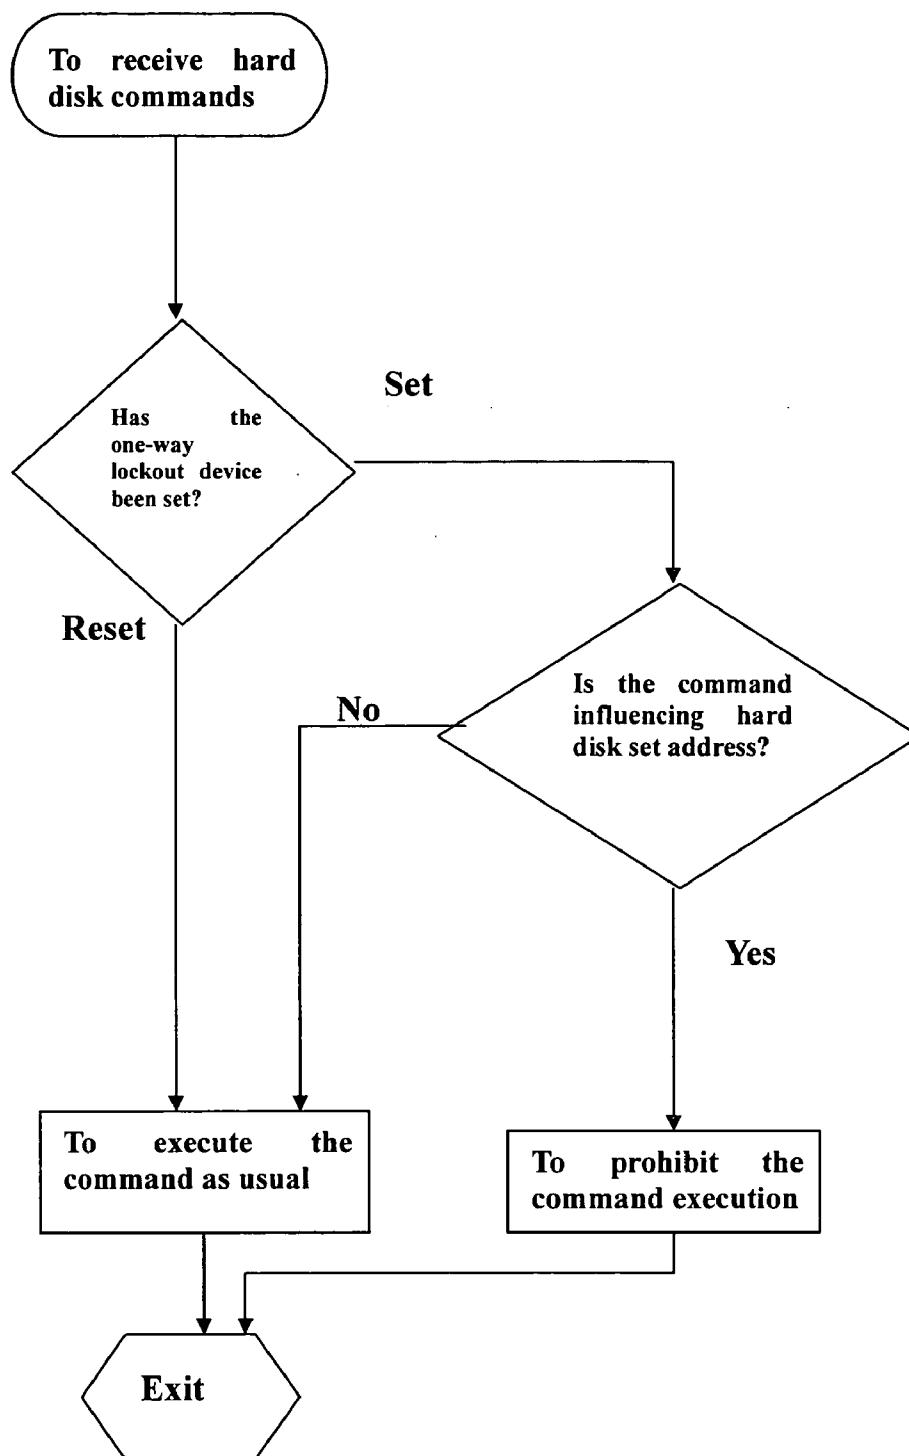 To receive hard
disk commands
Set
Has the
one-way
lockout device
been set?
Reset
Is the command
influencing hard
disk set address?
No
Yes
To execute the
command as usual
To prohibit the
command execution
Exit